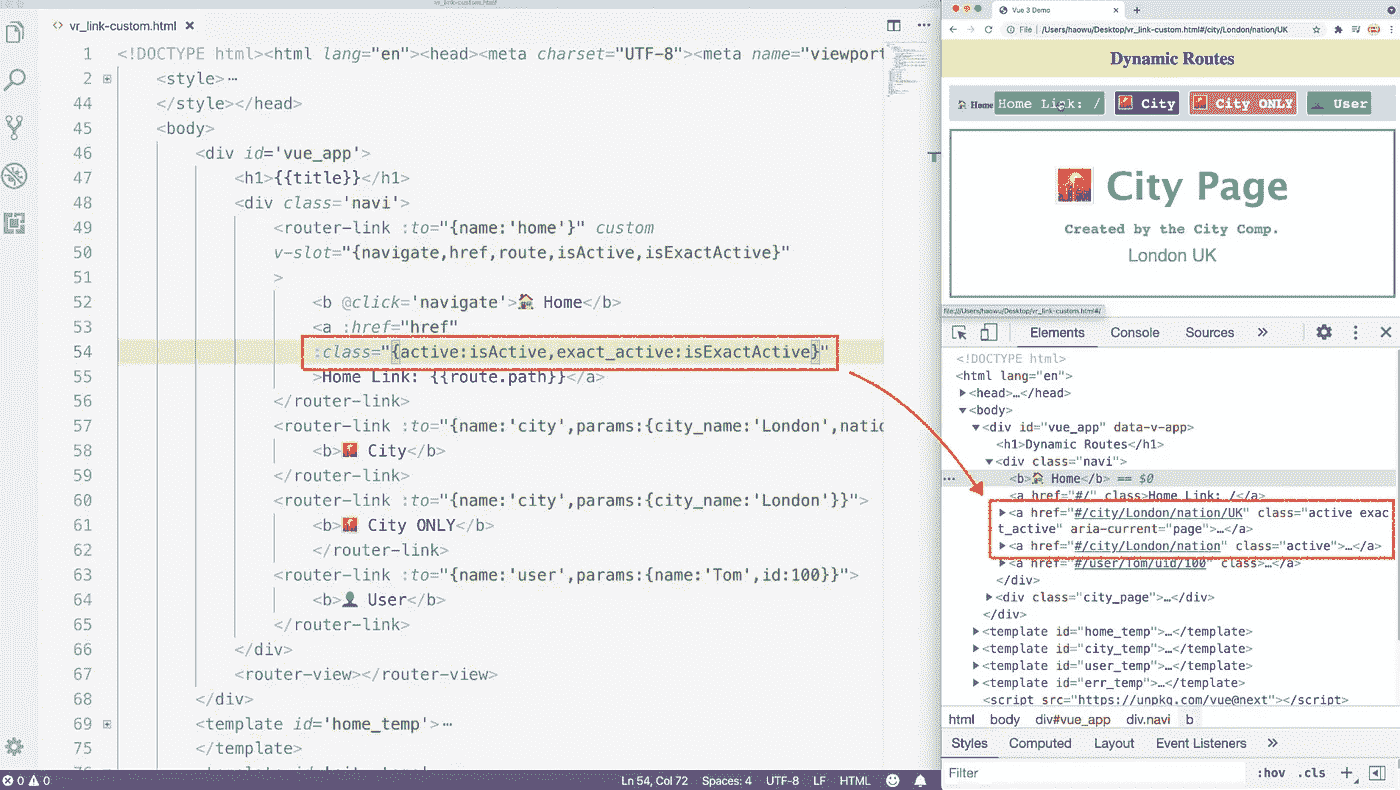 vr_link-custom.html
<> vr_link-custom.html ×
1 <!DOCTYPE html><html lang="en"><head><meta charset="UTF-8"><meta name="viewport
2 <style>⋯
44 </style></head>
45 <body>
46 <div id='vue_app'>
47 <h1>{{title}}</h1>
48 <div class='navi'>
49 <router-link :to="{name:'home'}" custom
50 v-slot="{navigate,href,route,isActive,isExactActive}"
51 >
52 <b @click='navigate'>🏠 Home</b>
53 <a :href="href"
54 :class="{active:isActive,exact_active:isExactActive}"
55 >Home Link: {{route.path}}</a>
56 </router-link>
57 <router-link :to="{name:'city',params:{city_name:'London',natio
58 <b>🌇 City</b>
59 </router-link>
60 <router-link :to="{name:'city',params:{city_name:'London'}}">
61 <b>🌇 City ONLY</b>
62 </router-link>
63 <router-link :to="{name:'user',params:{name:'Tom',id:100}}">
64 <b>👤 User</b>
65 </router-link>
66 </div>
67 <router-view></router-view>
68 </div>
69 <template id='home_temp'>⋯
75 </template>
0 0 Ln 54, Col 72 Spaces: 4 UTF-8 LF HTML
Vue 3 Demo
File | /Users/haowu/Desktop/vr_link-custom.html#/city/London/nation/UK
Dynamic Routes
Home Home Link: / City City ONLY User
City Page
Created by the City Comp.
London UK
file:///Users/haowu/Desktop/vr_link-custom.html#/
Elements Console Sources »
<!DOCTYPE html>
<html lang="en">
<head>…</head>
<body>
<div id="vue_app" data-v-app>
<h1>Dynamic Routes</h1>
<div class="navi">
<b>🏠 Home</b> == $0
<a href="#/" class>Home Link: /</a>
<a href="#/city/London/nation/UK" class="active exac
t_active" aria-current="page">…</a>
<a href="#/city/London/nation" class="active">…</a>
<a href="#/user/Tom/uid/100" class>…</a>
</div>
<div class="city_page">…</div>
</div>
<template id="home_temp">…</template>
<template id="city_temp">…</template>
<template id="user_temp">…</template>
<template id="err_temp">…</template>
<script src="https://unpkg.com/vue@next"></script>
html body div#vue_app div.navi b
Styles Computed Layout Event Listeners »
Filter :hov .cls